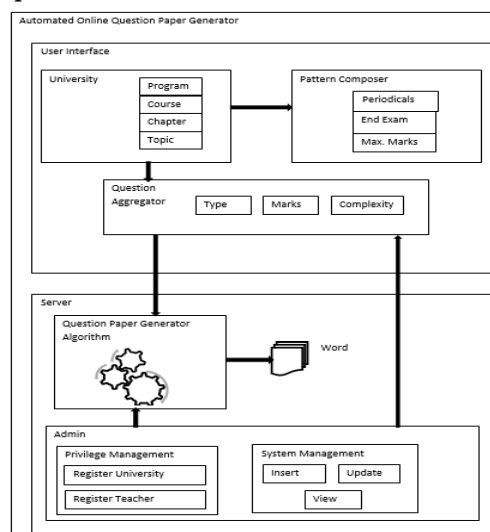 Automated Online Question Paper Generator
User Interface
University
Program
Course
Chapter
Topic
Pattern Composer
Periodicals
End Exam
Max. Marks
Question
Aggregator
Type
Marks
Complexity
Server
Question Paper Generator
Algorithm
Word
Admin
Privilege Management
Register University
Register Teacher
System Management
Insert
Update
View